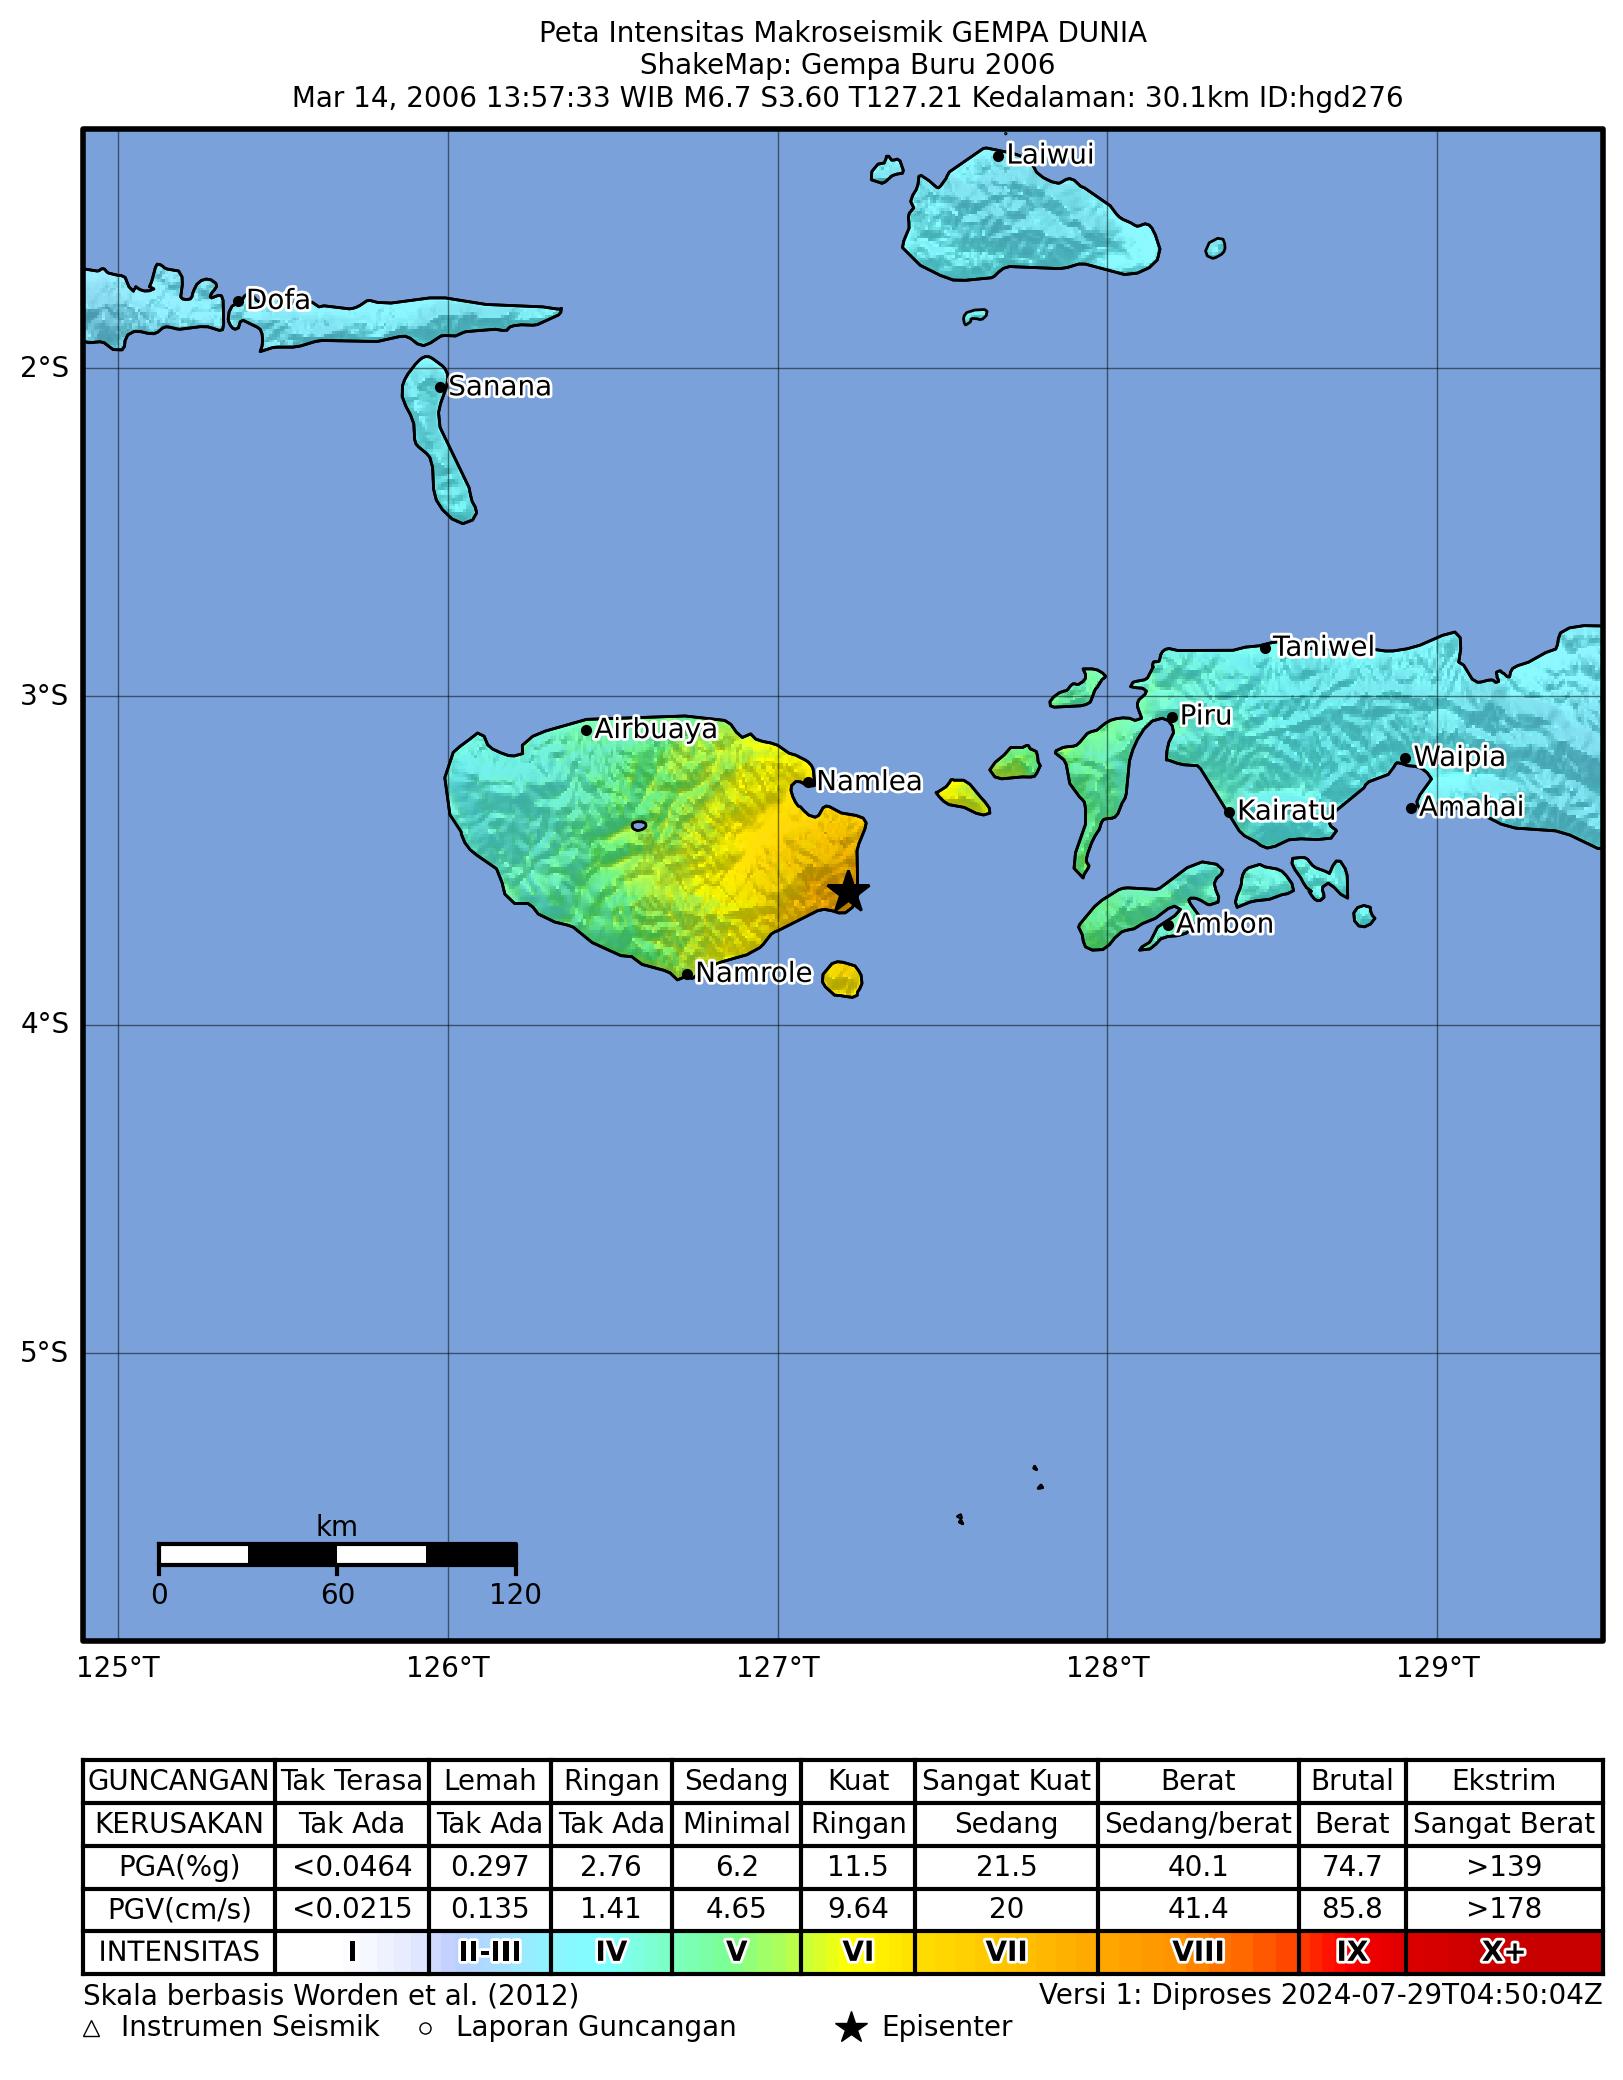 Peta Intensitas Makroseismik GEMPA DUNIA
ShakeMap: Gempa Buru 2006
Mar 14, 2006 13:57:33 WIB M6.7 S3.60 T127.21 Kedalaman: 30.1km ID:hgd276
Laiwui
Dofa
2°S
Sanana
Taniwel
3°S
Piru
Airbuaya
Waipia
Namlea
Amahai
Kairatu
Ambon
Namrole
4°S
5°S
km
0 60 120
125°T 126°T 127°T 128°T 129°T
GUNCANGAN Tak Terasa Lemah Ringan Sedang Kuat Sangat Kuat Berat Brutal Ekstrim
KERUSAKAN Tak Ada Tak Ada Tak Ada Minimal Ringan Sedang Sedang/berat Berat Sangat Berat
PGA(%g) <0.0464 0.297 2.76 6.2 11.5 21.5 40.1 74.7 >139
PGV(cm/s) <0.0215 0.135 1.41 4.65 9.64 20 41.4 85.8 >178
INTENSITAS I II-III IV V VI VII VIII IX X+
Skala berbasis Worden et al. (2012) Versi 1: Diproses 2024-07-29T04:50:04Z
△ Instrumen Seismik ○ Laporan Guncangan ★ Episenter